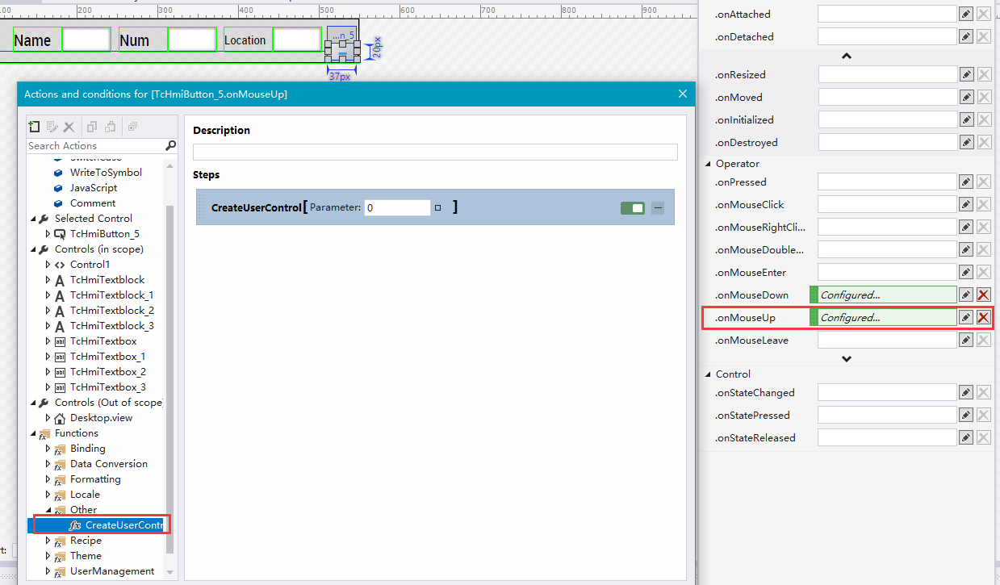 100
200
300
400
500
600
700
800
900
Name
Num
Location
...n_5
20px
37px
Actions and conditions for [TcHmiButton_5.onMouseUp]
Search Actions
SwitchCase
WriteToSymbol
JavaScript
Comment
Selected Control
TcHmiButton_5
Controls (in scope)
Control1
TcHmiTextblock
TcHmiTextblock_1
TcHmiTextblock_2
TcHmiTextblock_3
TcHmiTextbox
TcHmiTextbox_1
TcHmiTextbox_2
TcHmiTextbox_3
Controls (Out of scope)
Desktop.view
Functions
Binding
Data Conversion
Formatting
Locale
Other
CreateUserContr
Recipe
Theme
UserManagement
t:
Description
Steps
CreateUserControl[ Parameter: 0 ]
.onAttached
.onDetached
.onResized
.onMoved
.onInitialized
.onDestroyed
Operator
.onPressed
.onMouseClick
.onMouseRightCli...
.onMouseDouble...
.onMouseEnter
.onMouseDown Configured...
.onMouseUp Configured...
.onMouseLeave
Control
.onStateChanged
.onStatePressed
.onStateReleased